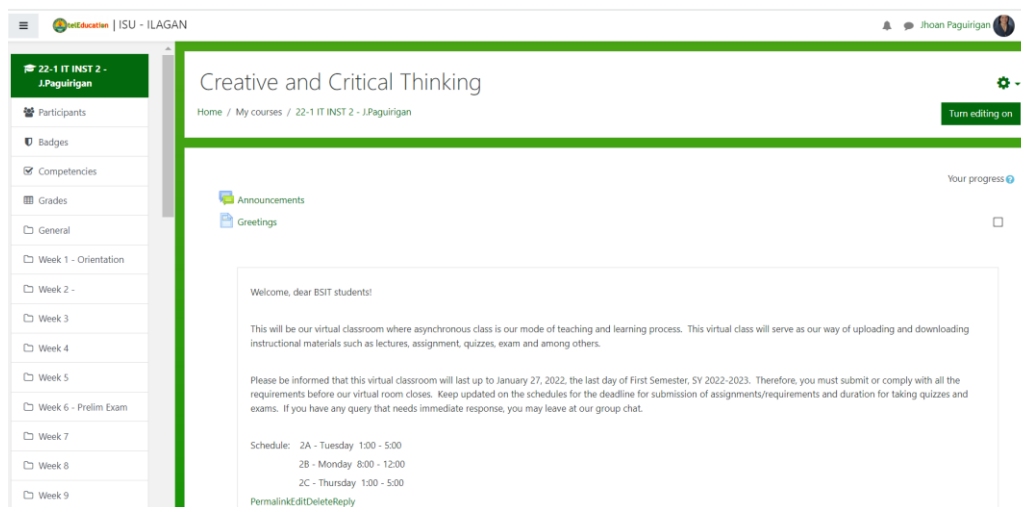 itelEducation | ISU - ILAGAN
Jhoan Paguirigan
22-1 IT INST 2 -
J.Paguirigan
Participants
Badges
Competencies
Grades
General
Week 1 - Orientation
Week 2 -
Week 3
Week 4
Week 5
Week 6 - Prelim Exam
Week 7
Week 8
Week 9
Creative and Critical Thinking
Home / My courses / 22-1 IT INST 2 - J.Paguirigan
Turn editing on
Your progress
Announcements
Greetings
Welcome, dear BSIT students!
This will be our virtual classroom where asynchronous class is our mode of teaching and learning process. This virtual class will serve as our way of uploading and downloading
instructional materials such as lectures, assignment, quizzes, exam and among others.
Please be informed that this virtual classroom will last up to January 27, 2022, the last day of First Semester, SY 2022-2023. Therefore, you must submit or comply with all the
requirements before our virtual room closes. Keep updated on the schedules for the deadline for submission of assignments/requirements and duration for taking quizzes and
exams. If you have any query that needs immediate response, you may leave at our group chat.
Schedule: 2A - Tuesday 1:00 - 5:00
2B - Monday 8:00 - 12:00
2C - Thursday 1:00 - 5:00
PermalinkEditDeleteReply